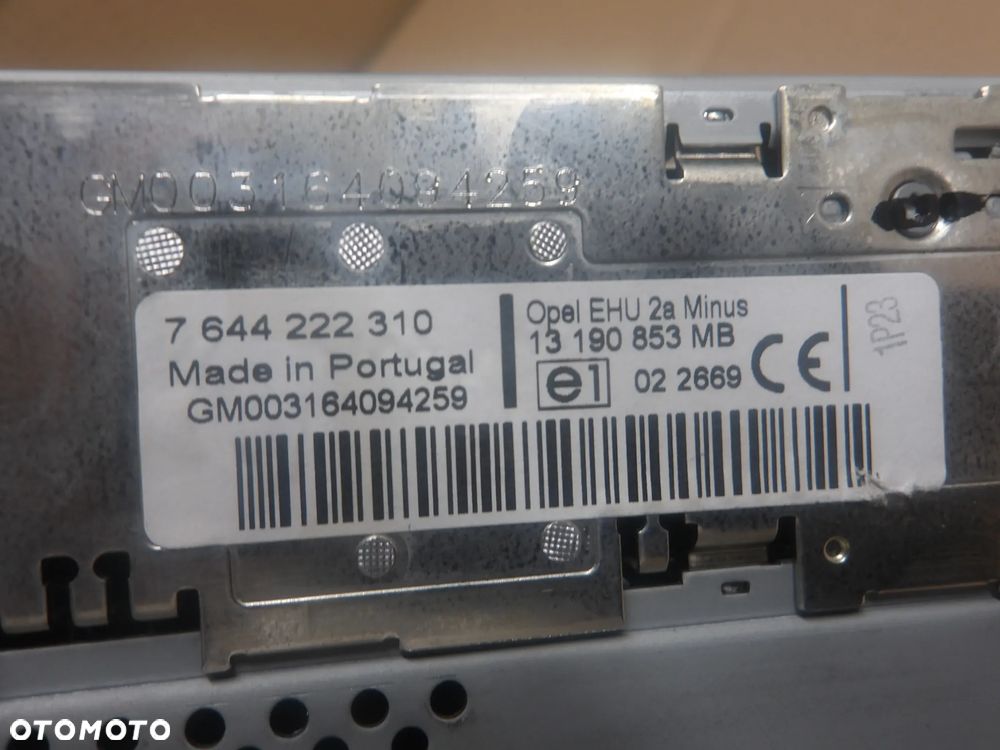 GM003164094259
7 644 222 310
Made in Portugal
GM003164094259
Opel EHU 2a Minus
13 190 853 MB
e1 02 2669 CE
1P23
OTOMOTO